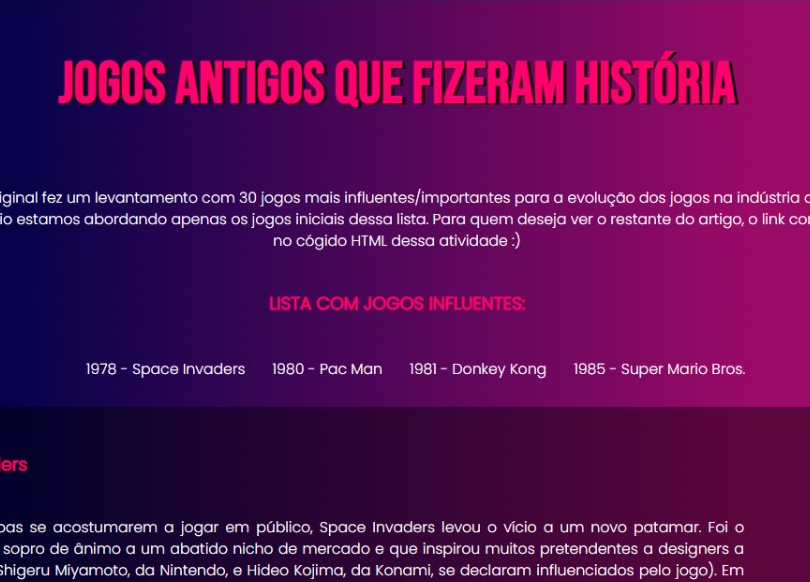 JOGOS ANTIGOS QUE FIZERAM HISTÓRIA
iginal fez um levantamento com 30 jogos mais influentes/importantes para a evolução dos jogos na indústria
io estamos abordando apenas os jogos iniciais dessa lista. Para quem deseja ver o restante do artigo, o link con
no cógido HTML dessa atividade :)
LISTA COM JOGOS INFLUENTES:
1978 - Space Invaders 1980 - Pac Man 1981 - Donkey Kong 1985 - Super Mario Bros.
ders
oas se acostumarem a jogar em público, Space Invaders levou o vício a um novo patamar. Foi o
sopro de ânimo a um abatido nicho de mercado e que inspirou muitos pretendentes a designers a
Shigeru Miyamoto, da Nintendo, e Hideo Kojima, da Konami, se declaram influenciados pelo jogo). Em